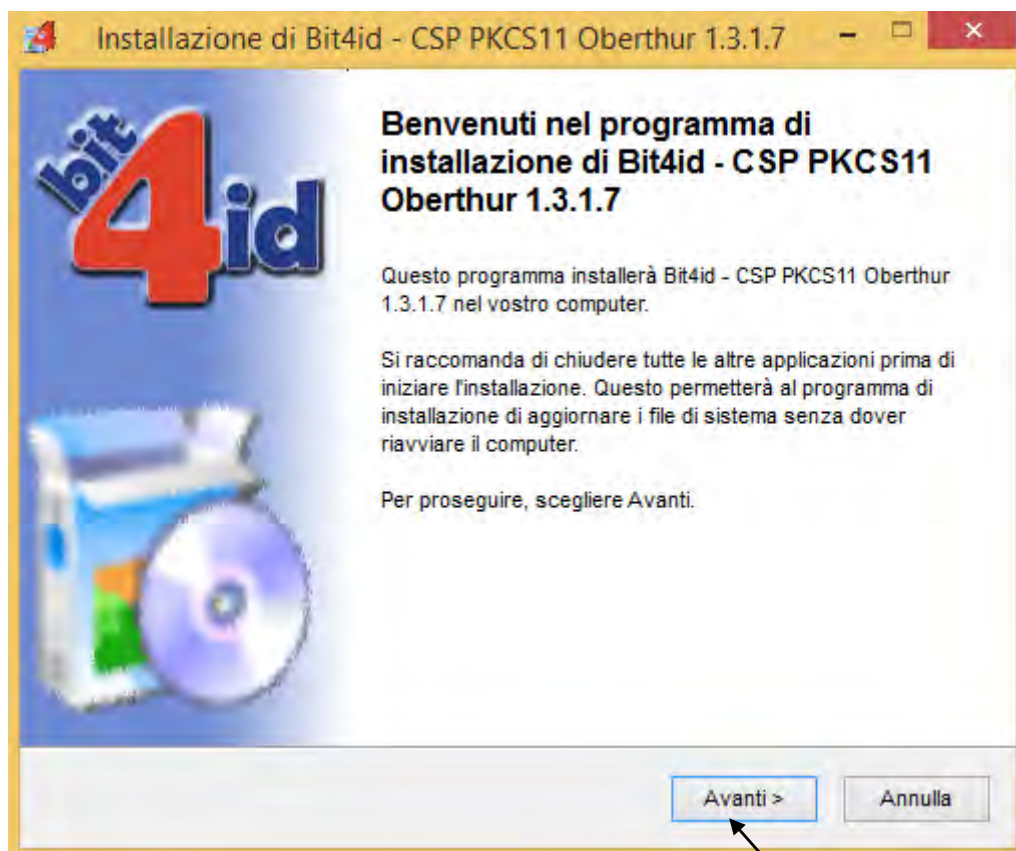 Installazione di Bit4id - CSP PKCS11 Oberthur 1.3.1.7
bit
4id
Benvenuti nel programma di
installazione di Bit4id - CSP PKCS11
Oberthur 1.3.1.7
Questo programma installerà Bit4id - CSP PKCS11 Oberthur
1.3.1.7 nel vostro computer.
Si raccomanda di chiudere tutte le altre applicazioni prima di
iniziare l'installazione. Questo permetterà al programma di
installazione di aggiornare i file di sistema senza dover
riavviare il computer.
Per proseguire, scegliere Avanti.
Avanti >
Annulla